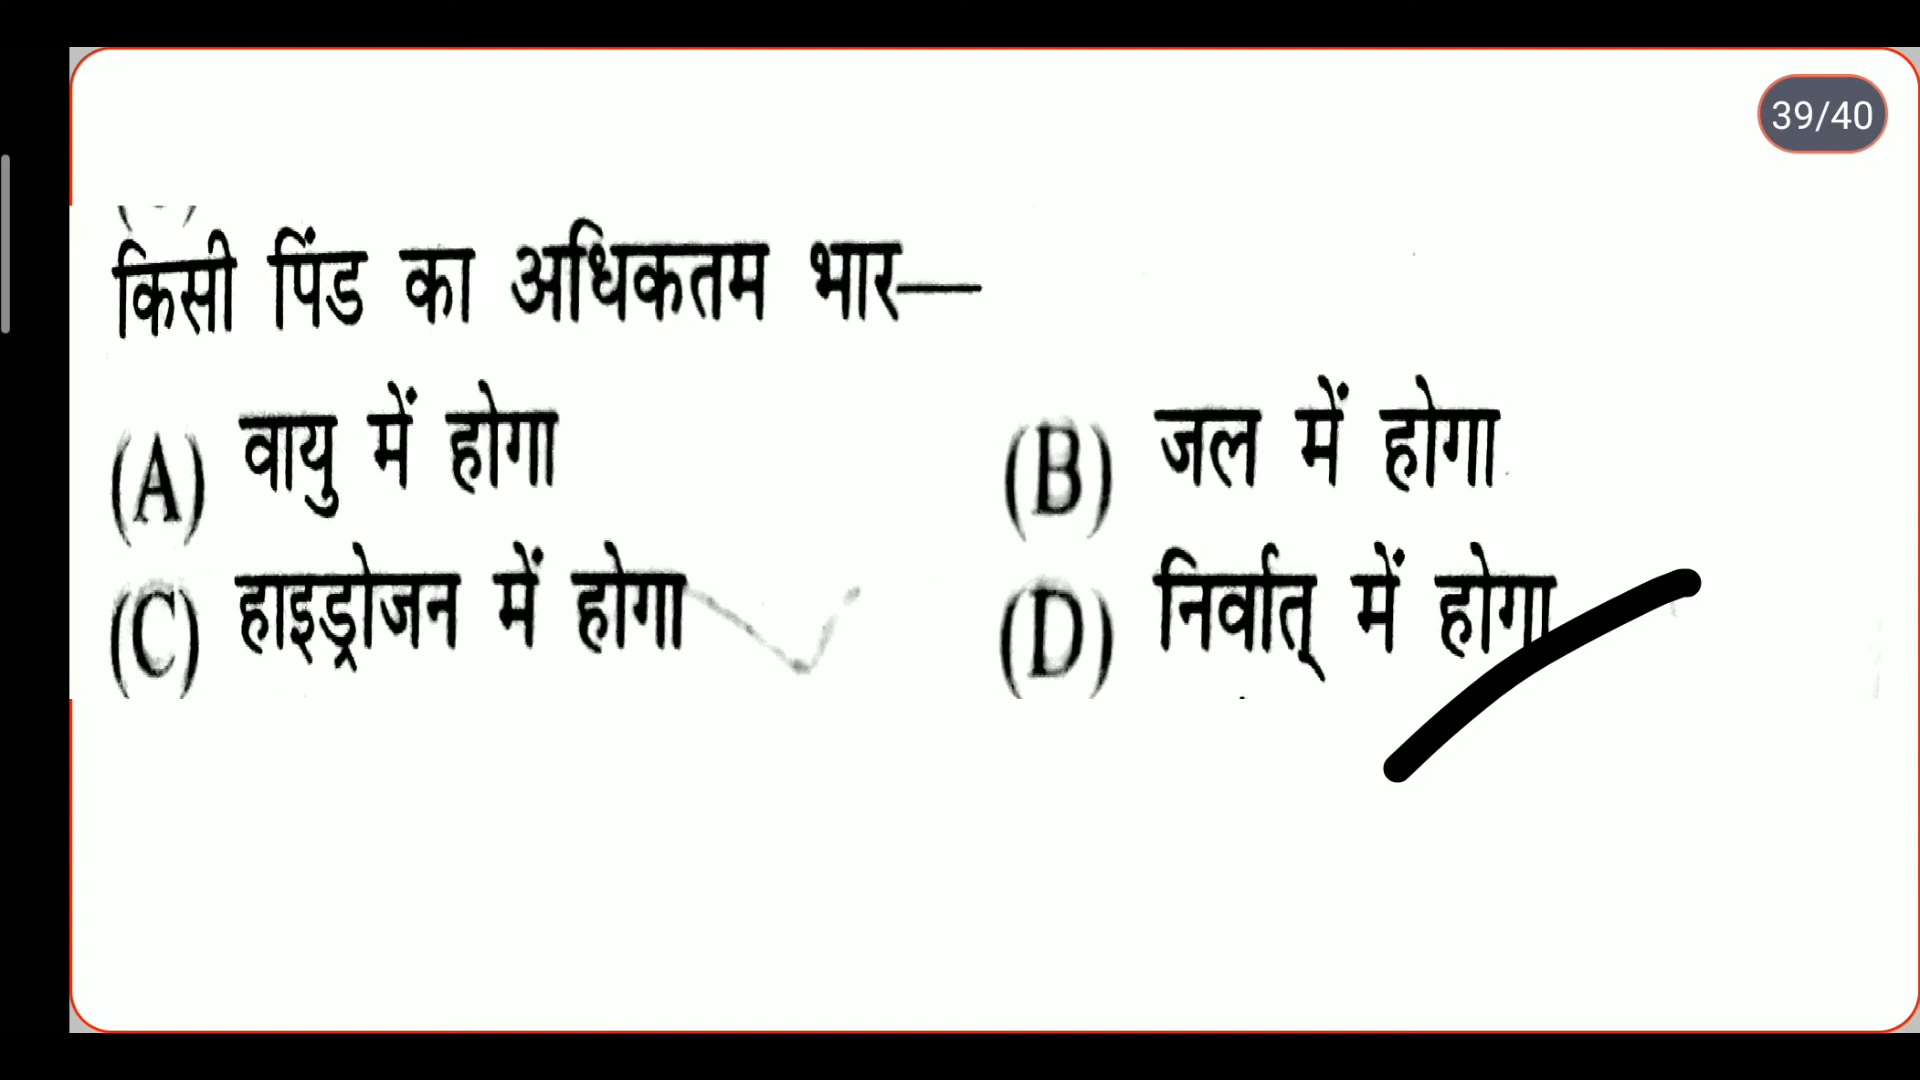 39/40
किसी पिंड का अधिकतम भार—
(A) वायु में होगा (B) जल में होगा
(C) हाइड्रोजन में होगा (D) निर्वात् में होगा